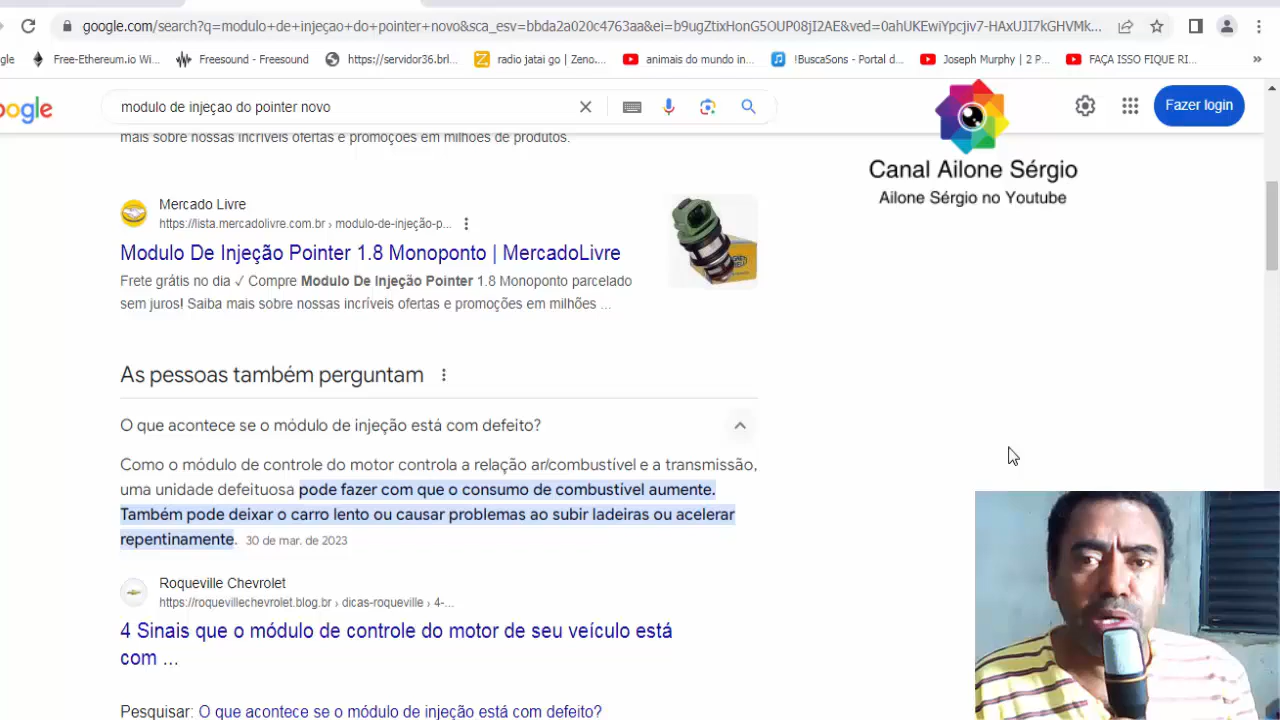 google.com/search?q=modulo+de+injeçao+do+pointer+novo&sca_esv=bbda2a020c4763aa&ei=b9ugZtixHonG5OUP08jI2AE&ved=0ahUKEwiYpcjiv7-HAxUJI7kGHVMk...
gle
Free-Ethereum.io Wi...
Freesound - Freesound
https://servidor36.brl...
radio jatai go | Zeno....
animais do mundo in...
!BuscaSons - Portal d...
Joseph Murphy | 2 P...
FAÇA ISSO FIQUE RI...
»
ogle
modulo de injeçao do pointer novo
Fazer login
mais sobre nossas incríveis ofertas e promoções em milhões de produtos.
Canal Ailone Sérgio
Ailone Sérgio no Youtube
Mercado Livre
https://lista.mercadolivre.com.br › modulo-de-injeção-p...
Modulo De Injeção Pointer 1.8 Monoponto | MercadoLivre
Frete grátis no dia ✓ Compre Modulo De Injeção Pointer 1.8 Monoponto parcelado
sem juros! Saiba mais sobre nossas incríveis ofertas e promoções em milhões ...
As pessoas também perguntam
O que acontece se o módulo de injeção está com defeito?
Como o módulo de controle do motor controla a relação ar/combustível e a transmissão,
uma unidade defeituosa pode fazer com que o consumo de combustível aumente.
Também pode deixar o carro lento ou causar problemas ao subir ladeiras ou acelerar
repentinamente. 30 de mar. de 2023
Roqueville Chevrolet
https://roquevillechevrolet.blog.br › dicas-roqueville › 4-...
4 Sinais que o módulo de controle do motor de seu veículo está
com ...
Pesquisar: O que acontece se o módulo de injeção está com defeito?